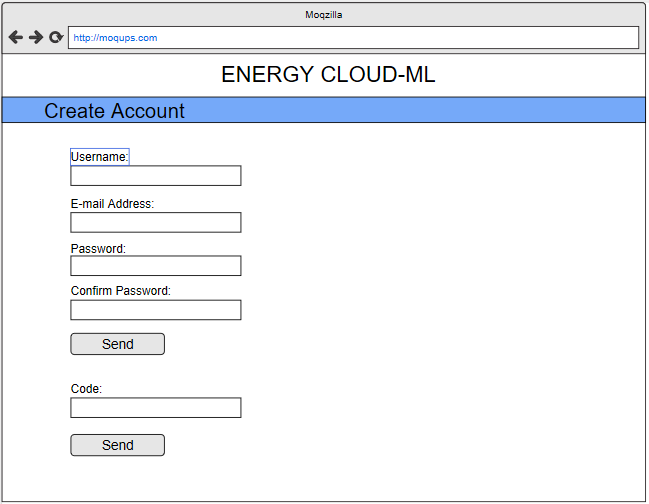 Moqzilla
http://moqups.com
ENERGY CLOUD-ML
Create Account
Username:
E-mail Address:
Password:
Confirm Password:
Send
Code:
Send